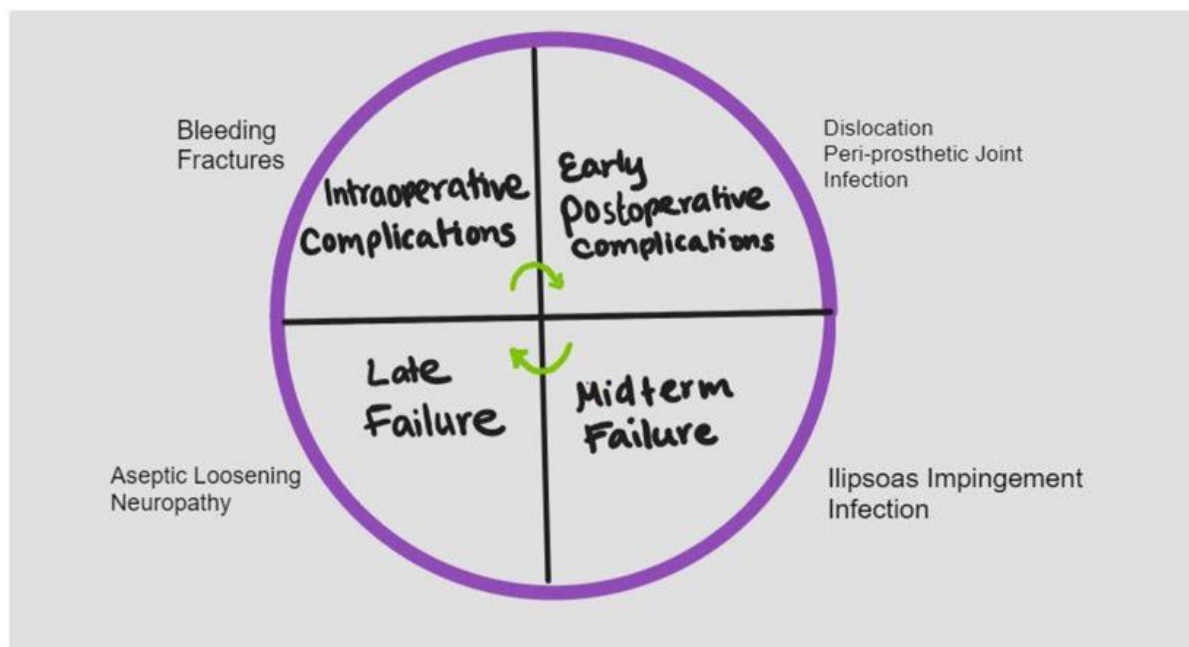 Bleeding
Fractures
Intraoperative
Complications
Early
Postoperative
complications
Dislocation
Peri-prosthetic Joint
Infection
Late
Failure
Midterm
Failure
Aseptic Loosening
Neuropathy
Ilipsoas Impingement
Infection